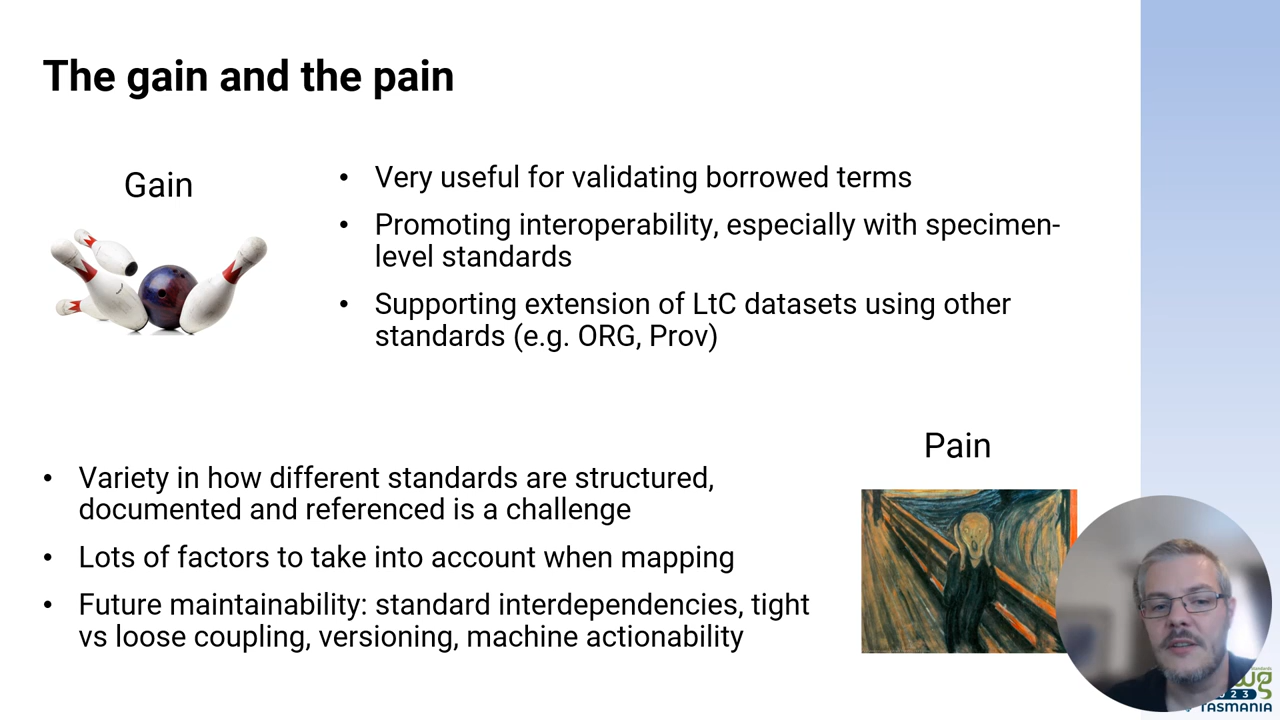 The gain and the pain
Gain
• Very useful for validating borrowed terms
• Promoting interoperability, especially with specimen-
level standards
• Supporting extension of LtC datasets using other
standards (e.g. ORG, Prov)
Pain
• Variety in how different standards are structured,
documented and referenced is a challenge
• Lots of factors to take into account when mapping
• Future maintainability: standard interdependencies, tight
vs loose coupling, versioning, machine actionability
TASMANIA